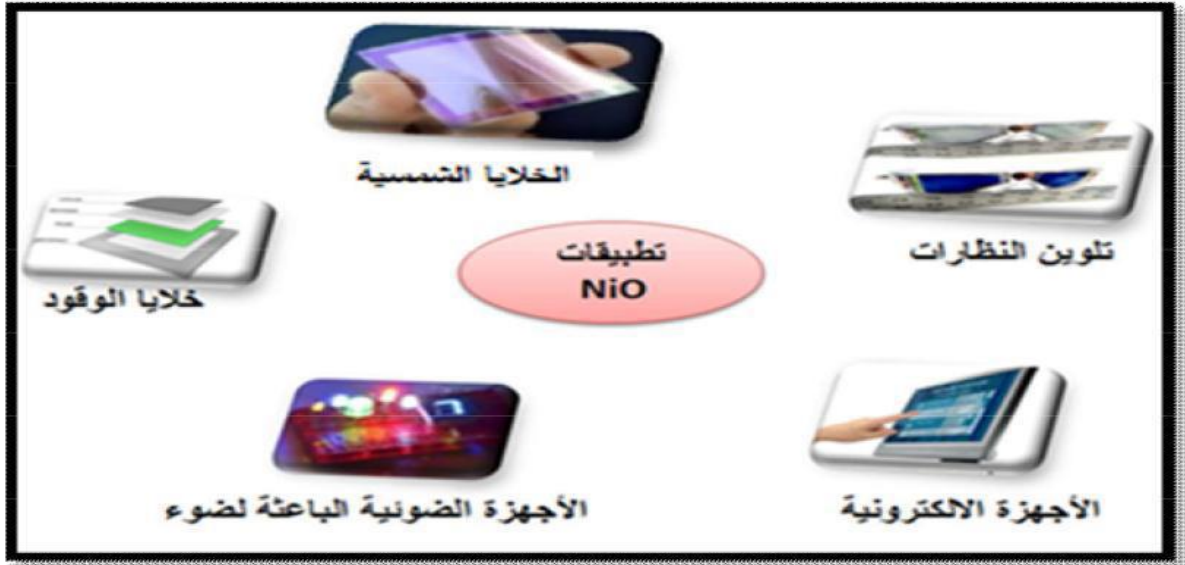 الخلايا الشمسية
تلوين النظارات
تطبيقات
NiO
خلايا الوقود
الأجهزة الضوئية الباعثة لضوء
الأجهزة الالكترونية